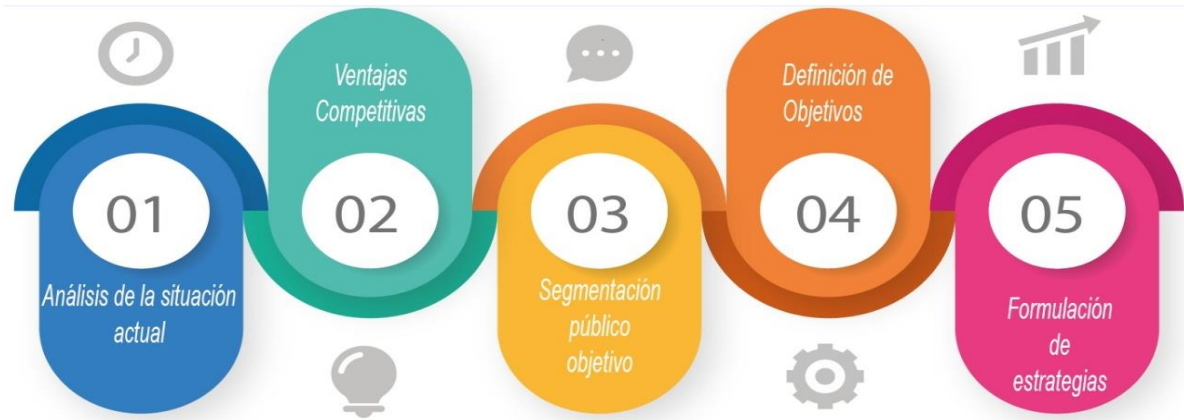 01
Análisis de la situación
actual
Ventajas
Competitivas
02
03
Segmentación
público
objetivo
Definición de
Objetivos
04
05
Formulación
de
estrategias